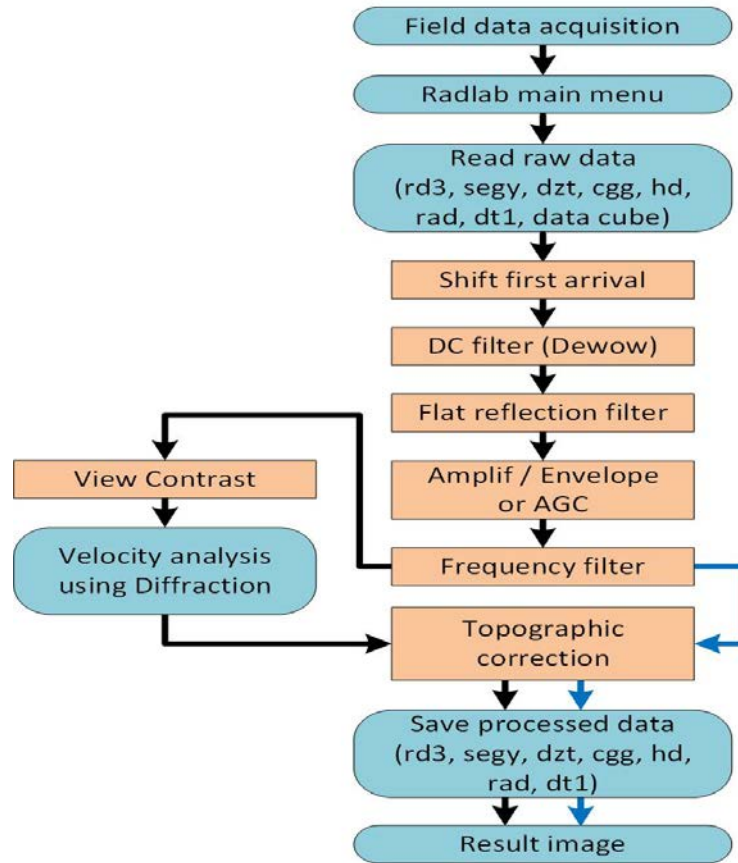 Field data acquisition
Radlab main menu
Read raw data
(rd3, segy, dzt, cgg, hd,
rad, dt1, data cube)
Shift first arrival
DC filter (Dewow)
Flat reflection filter
Amplif / Envelope
or AGC
Frequency filter
View Contrast
Velocity analysis
using Diffraction
Topographic
correction
Save processed data
(rd3, segy, dzt, cgg, hd,
rad, dt1)
Result image